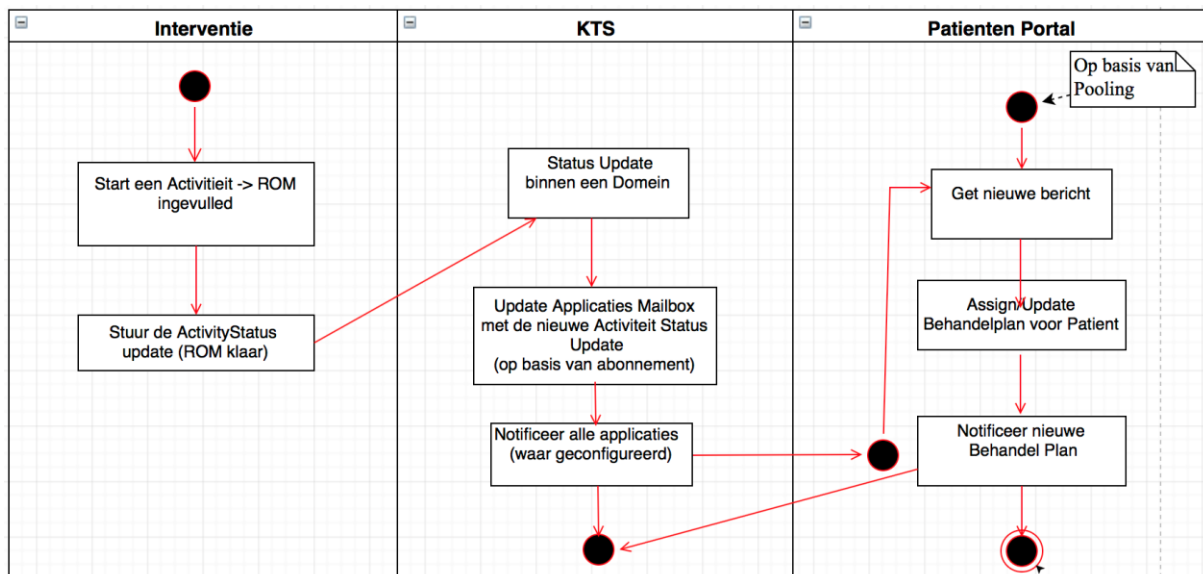 Interventie
KTS
Patienten Portal
Start een Activitieit -> ROM
ingevulled
Stuur de ActivityStatus
update (ROM klaar)
Status Update
binnen een Domein
Update Applicaties Mailbox
met de nieuwe Activiteit Status
Update
(op basis van abonnement)
Notificeer alle applicaties
(waar geconfigureerd)
Op basis van
Pooling
Get nieuwe bericht
Assign/Update
Behandelplan voor Patient
Notificeer nieuwe
Behandel Plan